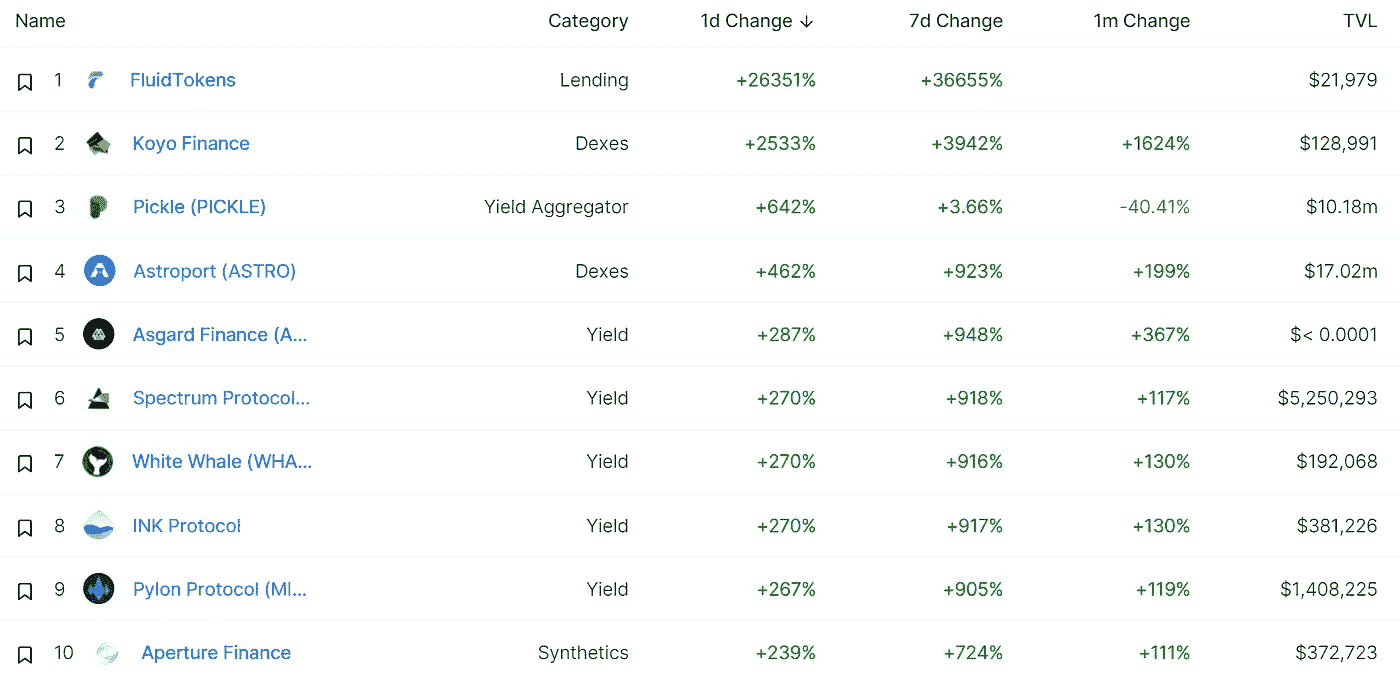 Name Category 1d Change ↓ 7d Change 1m Change TVL
1 FluidTokens Lending +26351% +36655% $21,979
2 Koyo Finance Dexes +2533% +3942% +1624% $128,991
3 Pickle (PICKLE) Yield Aggregator +642% +3.66% -40.41% $10.18m
4 Astroport (ASTRO) Dexes +462% +923% +199% $17.02m
5 Asgard Finance (A... Yield +287% +948% +367% $< 0.0001
6 Spectrum Protocol... Yield +270% +918% +117% $5,250,293
7 White Whale (WHA... Yield +270% +916% +130% $192,068
8 INK Protocol Yield +270% +917% +130% $381,226
9 Pylon Protocol (MI... Yield +267% +905% +119% $1,408,225
10 Aperture Finance Synthetics +239% +724% +111% $372,723